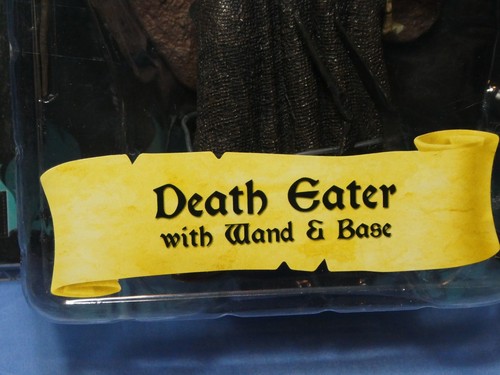 Death Eater
with Wand & Base